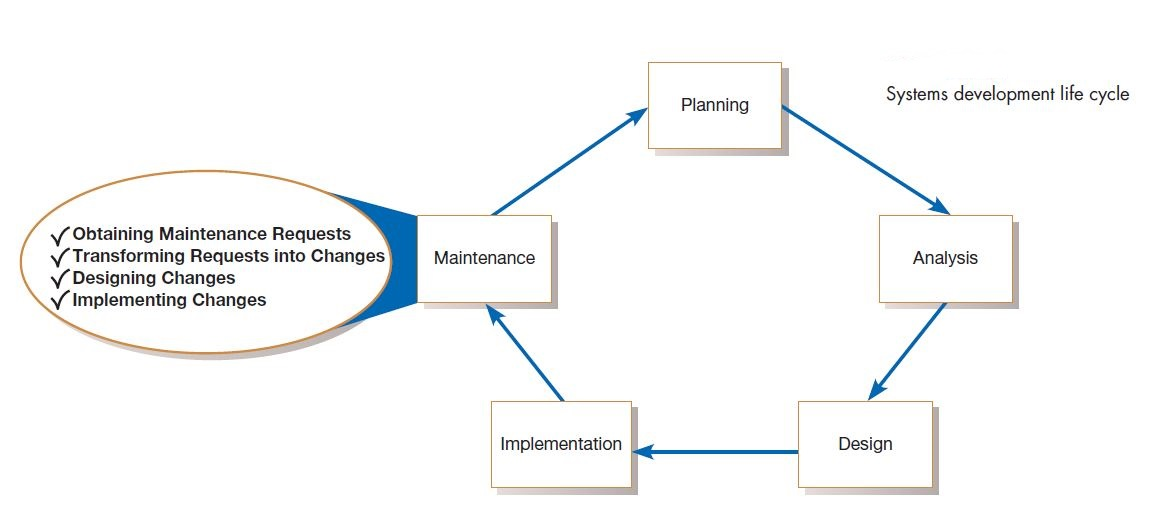 Planning
Systems development life cycle
✓Obtaining Maintenance Requests
✓Transforming Requests into Changes
✓Designing Changes
✓Implementing Changes
Maintenance
Analysis
Implementation
Design